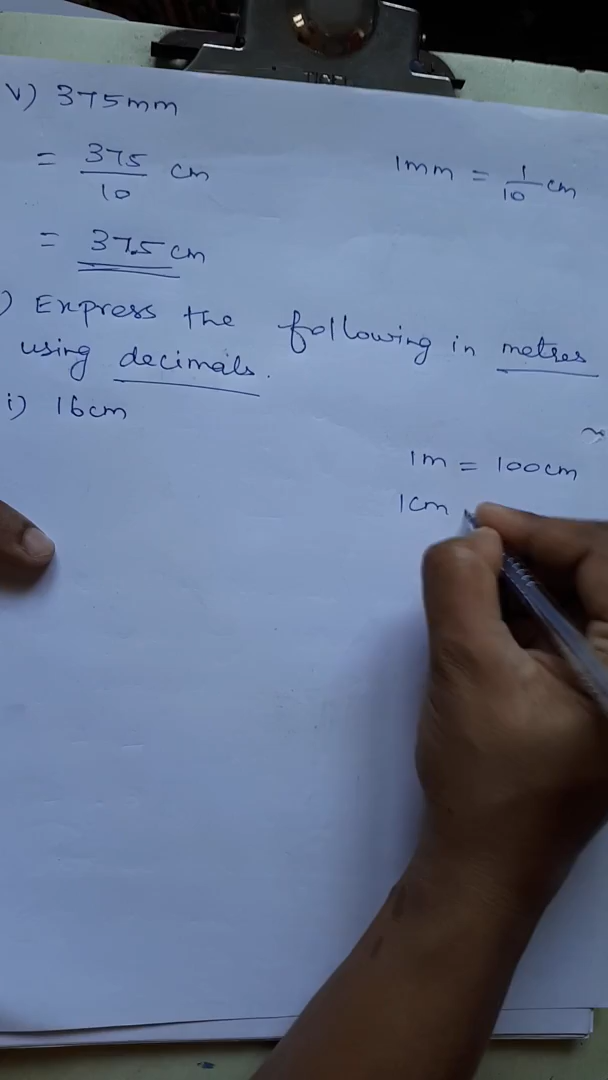 v) 375mm
= 375/10 cm
1mm = 1/10 cm
= 37.5 cm
) Express the following in metres
using decimals.
i) 16cm
1m = 100cm
1cm